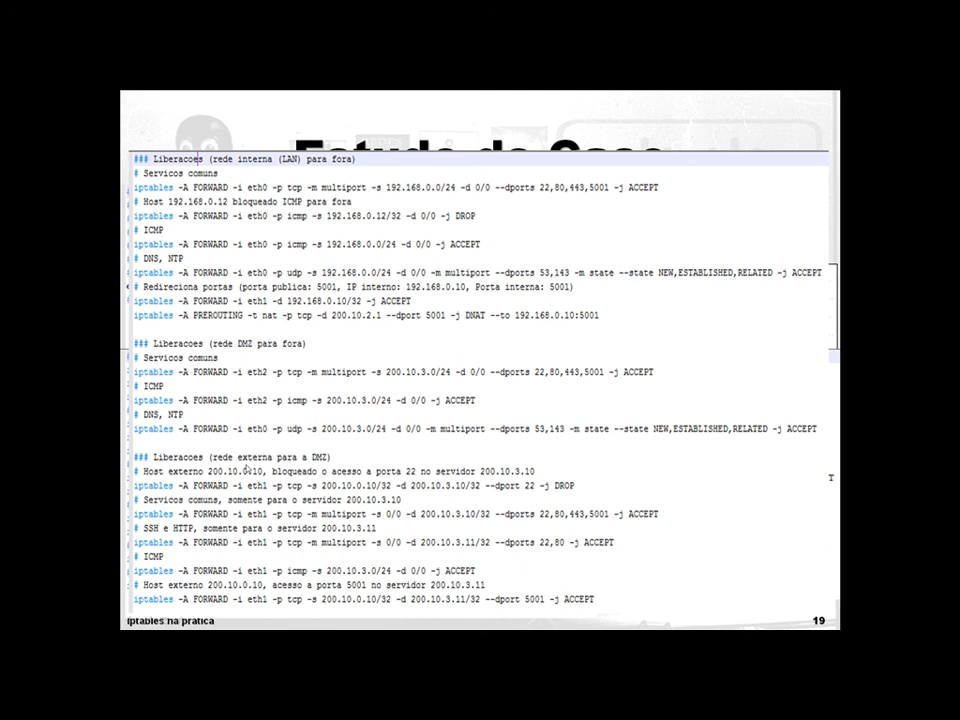 Estudo de Caso
### Liberacoes (rede interna (LAN) para fora)
# Servicos comuns
iptables -A FORWARD -i eth0 -p tcp -m multiport -s 192.168.0.0/24 -d 0/0 --dports 22,80,443,5001 -j ACCEPT
# Host 192.168.0.12 bloqueado ICMP para fora
iptables -A FORWARD -i eth0 -p icmp -s 192.168.0.12/32 -d 0/0 -j DROP
# ICMP
iptables -A FORWARD -i eth0 -p icmp -s 192.168.0.0/24 -d 0/0 -j ACCEPT
# DNS, NTP
iptables -A FORWARD -i eth0 -p udp -s 192.168.0.0/24 -d 0/0 -m multiport --dports 53,143 -m state --state NEW,ESTABLISHED,RELATED -j ACCEPT
# Redireciona portas (porta publica: 5001, IP interno: 192.168.0.10, Porta interna: 5001)
iptables -A FORWARD -i eth1 -d 192.168.0.10/32 -j ACCEPT
iptables -A PREROUTING -t nat -p tcp -d 200.10.2.1 --dport 5001 -j DNAT --to 192.168.0.10:5001
### Liberacoes (rede DMZ para fora)
# Servicos comuns
iptables -A FORWARD -i eth2 -p tcp -m multiport -s 200.10.3.0/24 -d 0/0 --dports 22,80,443,5001 -j ACCEPT
# ICMP
iptables -A FORWARD -i eth2 -p icmp -s 200.10.3.0/24 -d 0/0 -j ACCEPT
# DNS, NTP
iptables -A FORWARD -i eth0 -p udp -s 200.10.3.0/24 -d 0/0 -m multiport --dports 53,143 -m state --state NEW,ESTABLISHED,RELATED -j ACCEPT
### Liberacoes (rede externa para a DMZ)
# Host externo 200.10.0.10, bloqueado o acesso a porta 22 no servidor 200.10.3.10
iptables -A FORWARD -i eth1 -p tcp -s 200.10.0.10/32 -d 200.10.3.10/32 --dport 22 -j DROP
# Servicos comuns, somente para o servidor 200.10.3.10
iptables -A FORWARD -i eth1 -p tcp -m multiport -s 0/0 -d 200.10.3.10/32 --dports 22,80,443,5001 -j ACCEPT
# SSH e HTTP, somente para o servidor 200.10.3.11
iptables -A FORWARD -i eth1 -p tcp -m multiport -s 0/0 -d 200.10.3.11/32 --dports 22,80 -j ACCEPT
# ICMP
iptables -A FORWARD -i eth1 -p icmp -s 200.10.3.0/24 -d 0/0 -j ACCEPT
# Host externo 200.10.0.10, acesso a porta 5001 no servidor 200.10.3.11
iptables -A FORWARD -i eth1 -p tcp -s 200.10.0.10/32 -d 200.10.3.11/32 --dport 5001 -j ACCEPT
iptables na prática
19